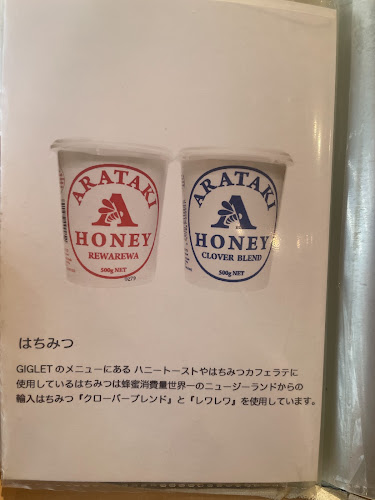 ARATAKI
A
HONEY
REWAREWA
500g NET
0279
ARATAKI
A
HONEY
CLOVER BLEND
500g NET
はちみつ
GIGLET のメニューにある ハニートーストやはちみつカフェラテに
使用しているはちみつは蜂蜜消費量世界一のニュージーランドからの
輸入はちみつ『クローバーブレンド』と『レワレワ』を使用しています。